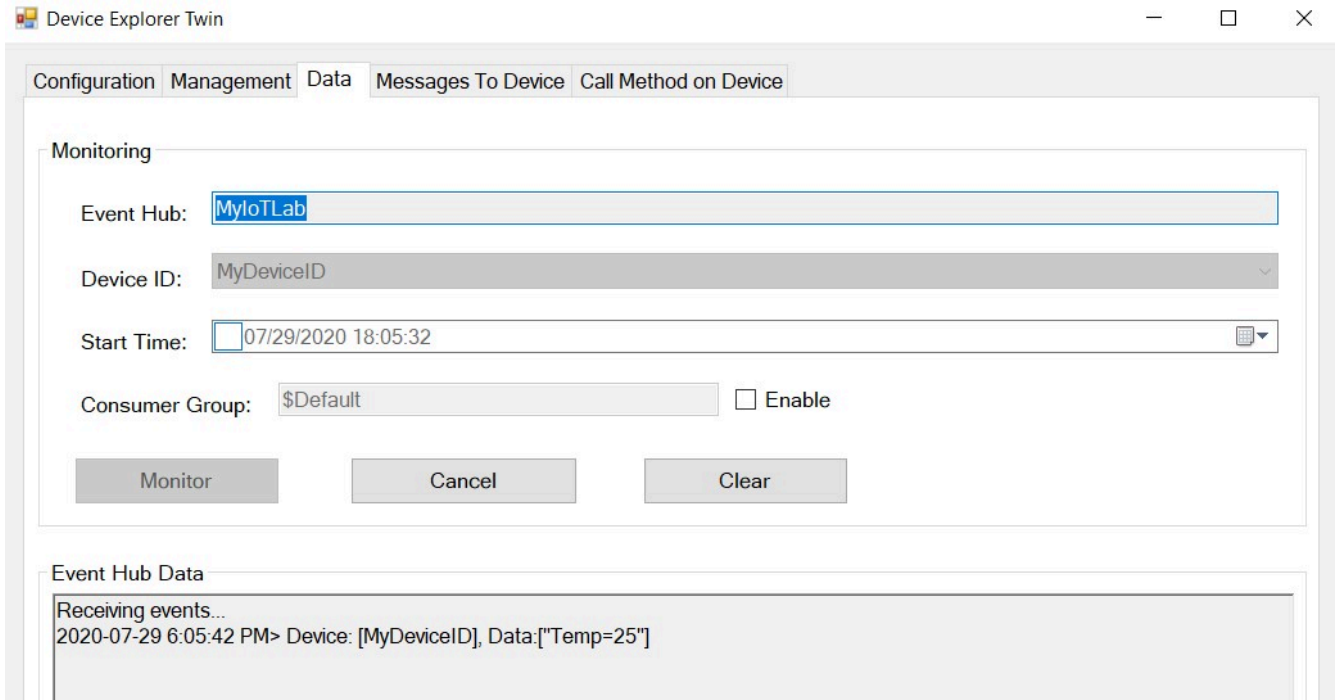 Device Explorer Twin
Configuration Management Data Messages To Device Call Method on Device
Monitoring
Event Hub: MyIoTLab
Device ID: MyDeviceID
Start Time: 07/29/2020 18:05:32
Consumer Group: $Default Enable
Monitor Cancel Clear
Event Hub Data
Receiving events...
2020-07-29 6:05:42 PM> Device: [MyDeviceID], Data:["Temp=25"]